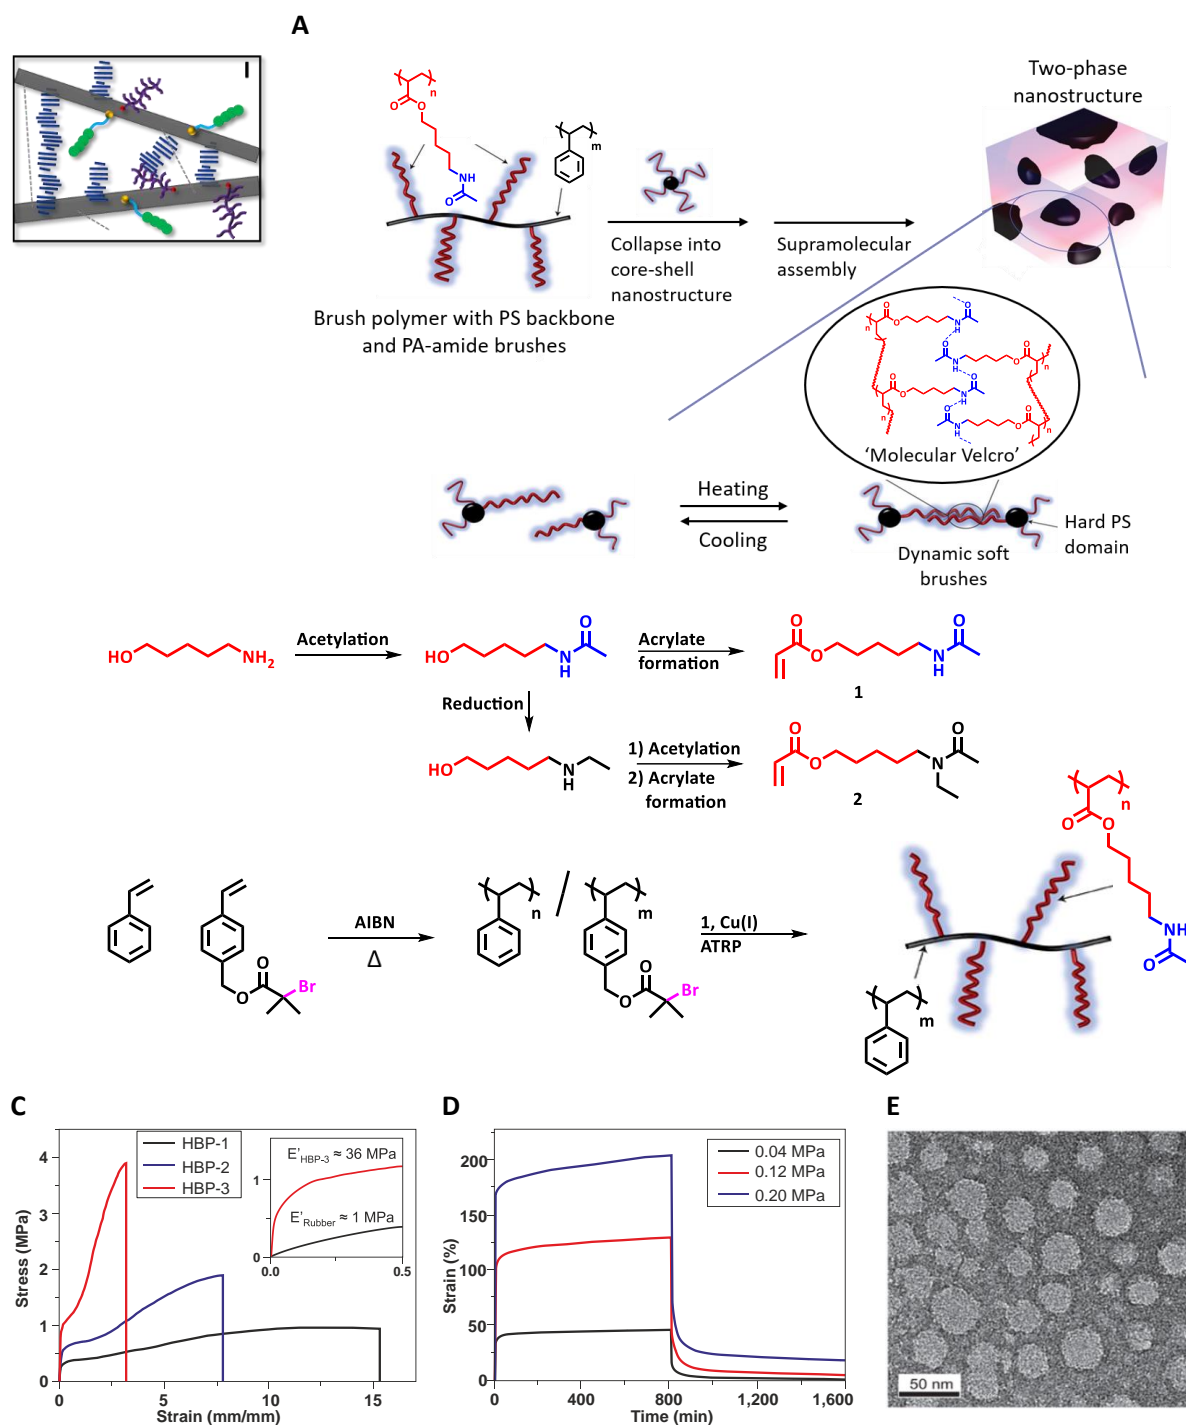 A
I
n
O
O
NH
O
m
Two-phase
nanostructure
Collapse into
core-shell
nanostructure
Supramolecular
assembly
Brush polymer with PS backbone
and PA-amide brushes
'Molecular Velcro'
Heating
Cooling
Hard PS
domain
Dynamic soft
brushes
HO
NH2
Acetylation
HO
N
H
O
Acrylate
formation
O
O
N
H
O
1
Reduction
HO
N
H
1) Acetylation
2) Acrylate
formation
O
O
N
O
2
n
O
O
NH
O
O
O
Br
AIBN
Δ
n
/
m
O
O
Br
1, Cu(I)
ATRP
m
C
HBP-1
HBP-2
HBP-3
E'HBP-3 ≈ 36 MPa
E'Rubber ≈ 1 MPa
1
0
0.0
0.5
4
3
2
1
0
Stress (MPa)
0
5
10
15
Strain (mm/mm)
D
0.04 MPa
0.12 MPa
0.20 MPa
200
150
100
50
0
Strain (%)
0
400
800
1,200
1,600
Time (min)
E
50 nm